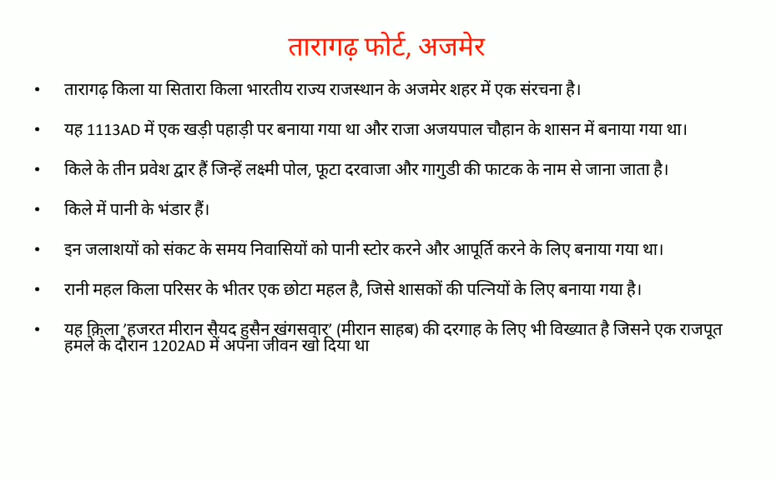 तारागढ़ फोर्ट, अजमेर
• तारागढ़ किला या सितारा किला भारतीय राज्य राजस्थान के अजमेर शहर में एक संरचना है।
• यह 1113AD में एक खड़ी पहाड़ी पर बनाया गया था और राजा अजयपाल चौहान के शासन में बनाया गया था।
• किले के तीन प्रवेश द्वार हैं जिन्हें लक्ष्मी पोल, फूटा दरवाजा और गागुडी की फाटक के नाम से जाना जाता है।
• किले में पानी के भंडार हैं।
• इन जलाशयों को संकट के समय निवासियों को पानी स्टोर करने और आपूर्ति करने के लिए बनाया गया था।
• रानी महल किला परिसर के भीतर एक छोटा महल है, जिसे शासकों की पत्नियों के लिए बनाया गया है।
• यह क़िला ’हजरत मीरान सैयद हुसैन खंगसवार’ (मीरान साहब) की दरगाह के लिए भी विख्यात है जिसने एक राजपूत
हमले के दौरान 1202AD में अपना जीवन खो दिया था